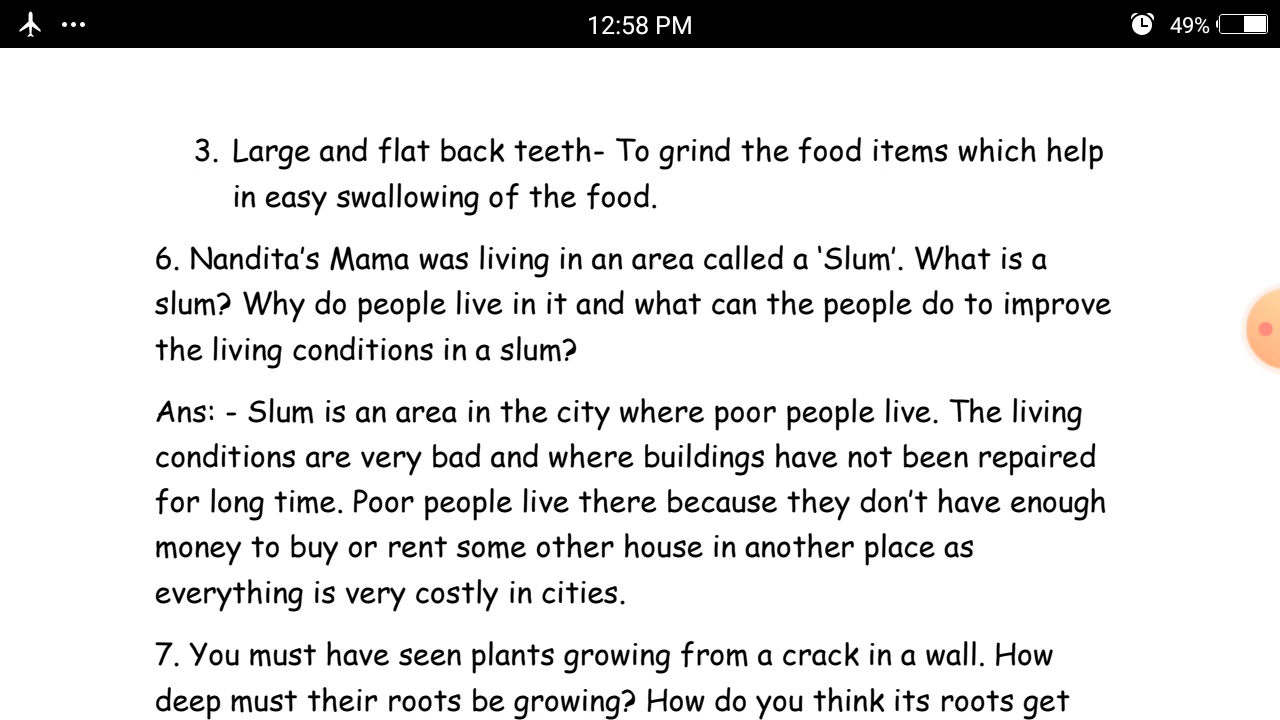 12:58 PM
49%
3. Large and flat back teeth- To grind the food items which help
in easy swallowing of the food.
6. Nandita's Mama was living in an area called a ‘Slum’. What is a
slum? Why do people live in it and what can the people do to improve
the living conditions in a slum?
Ans: - Slum is an area in the city where poor people live. The living
conditions are very bad and where buildings have not been repaired
for long time. Poor people live there because they don't have enough
money to buy or rent some other house in another place as
everything is very costly in cities.
7. You must have seen plants growing from a crack in a wall. How
deep must their roots be growing? How do you think its roots get